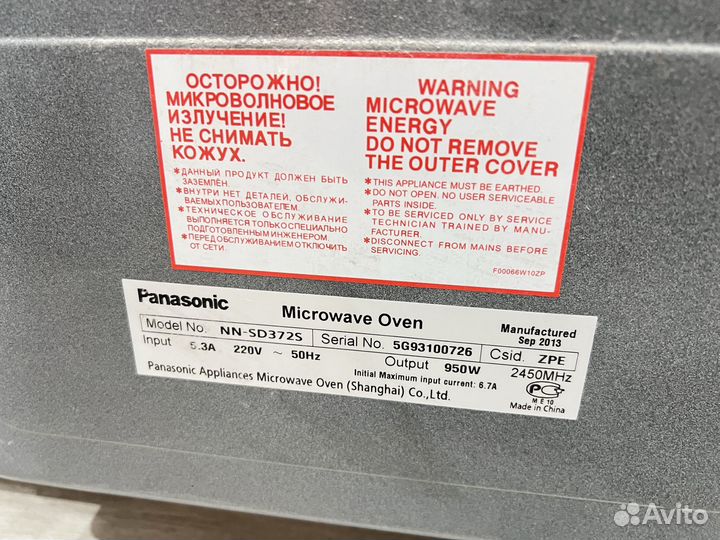 ОСТОРОЖНО!
МИКРОВОЛНОВОЕ
ИЗЛУЧЕНИЕ!
НЕ СНИМАТЬ
КОЖУХ.
*ДАННЫЙ ПРОДУКТ ДОЛЖЕН БЫТЬ
ЗАЗЕМЛЁН.
*ВНУТРИ НЕТ ДЕТАЛЕЙ, ОБСЛУЖИ-
ВАЕМЫХ ПОЛЬЗОВАТЕЛЕМ.
*ТЕХНИЧЕСКОЕ ОБСЛУЖИВАНИЕ
ВЫПОЛНЯЕТСЯ ТОЛЬКО СПЕЦИАЛЬНО
ПОДГОТОВЛЕННЫМ ИНЖЕНЕРОМ.
*ПЕРЕД ОБСЛУЖИВАНИЕМ ОТКЛЮЧИТЬ
ОТ СЕТИ.
WARNING
MICROWAVE
ENERGY
DO NOT REMOVE
THE OUTER COVER
*THIS APPLIANCE MUST BE EARTHED.
*DO NOT OPEN. NO USER SERVICEABLE
PARTS INSIDE.
*TO BE SERVICED ONLY BY SERVICE
TECHNICIAN TRAINED BY MANU-
FACTURER.
*DISCONNECT FROM MAINS BEFORE
SERVICING.
F00066W10ZP
Panasonic Microwave Oven Manufactured
Sep 2013
Model No. NN-SD372S Serial No. 5G93100726 Csid. ZPE
Input 5.3A 220V ~ 50Hz Output 950W 2450MHz
Initial Maximum input current: 6.7A
Panasonic Appliances Microwave Oven (Shanghai) Co.,Ltd.
ME10
Made in China
Avito